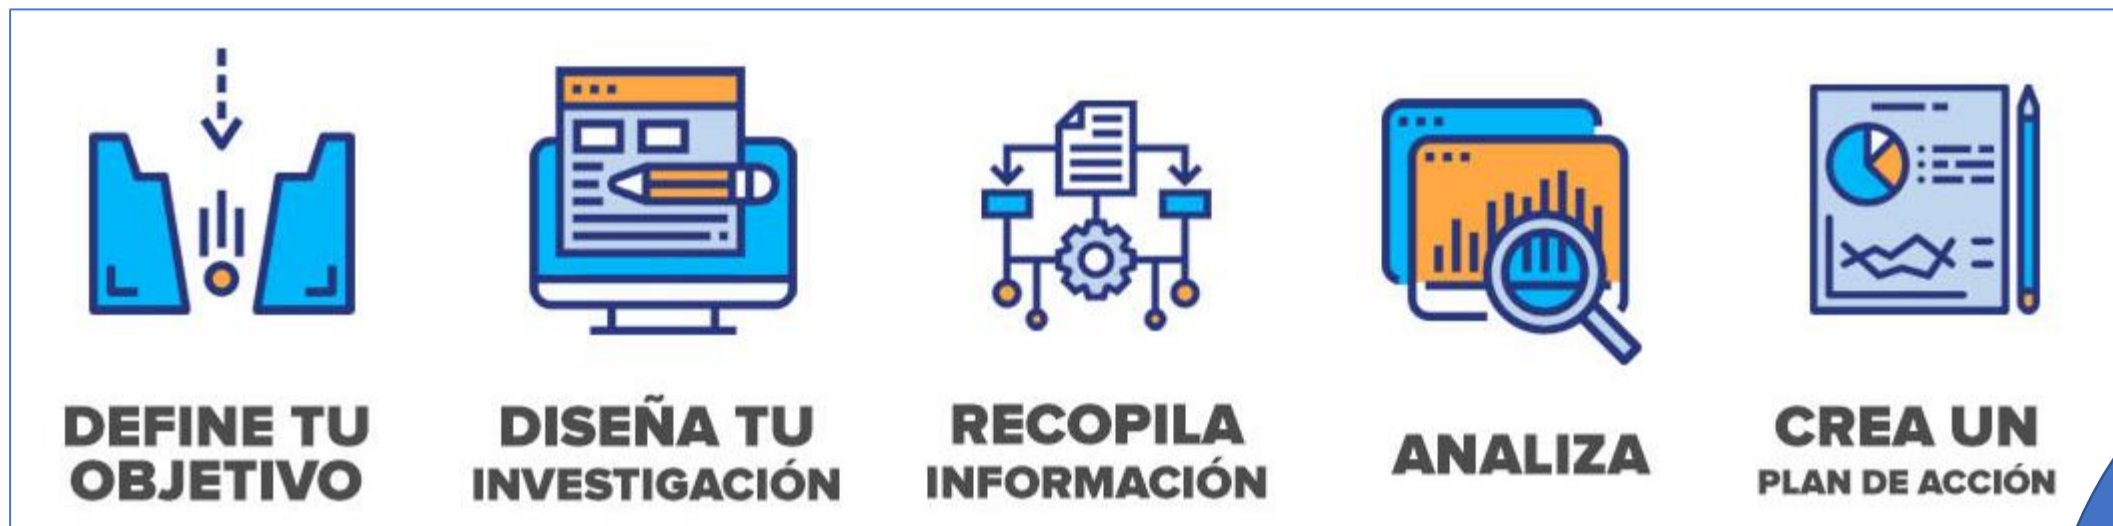 DEFINE TU
OBJETIVO
DISEÑA TU
INVESTIGACIÓN
RECOPILA
INFORMACIÓN
ANALIZA
CREA UN
PLAN DE ACCIÓN